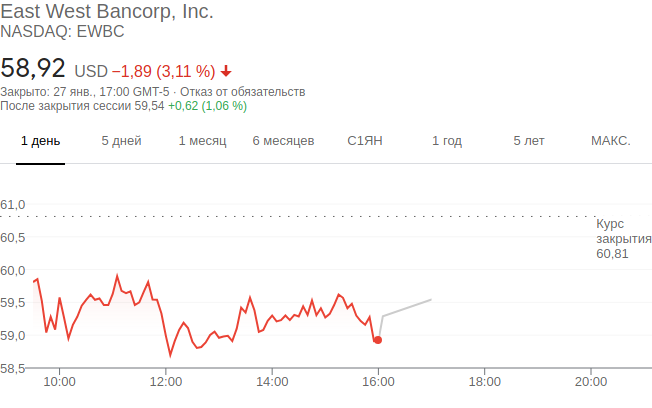 East West Bancorp, Inc.
NASDAQ: EWBC
58,92 USD −1,89 (3,11 %)
Закрыто: 27 янв., 17:00 GMT-5 · Отказ от обязательств
После закрытия сессии 59,54 +0,62 (1,06 %)
1 день 5 дней 1 месяц 6 месяцев С1ЯН 1 год 5 лет МАКС.
61,0
Курс
60,5
закрытия
60,81
60,0
59,5
59,0
58,5
10:00 12:00 14:00 16:00 18:00 20:00